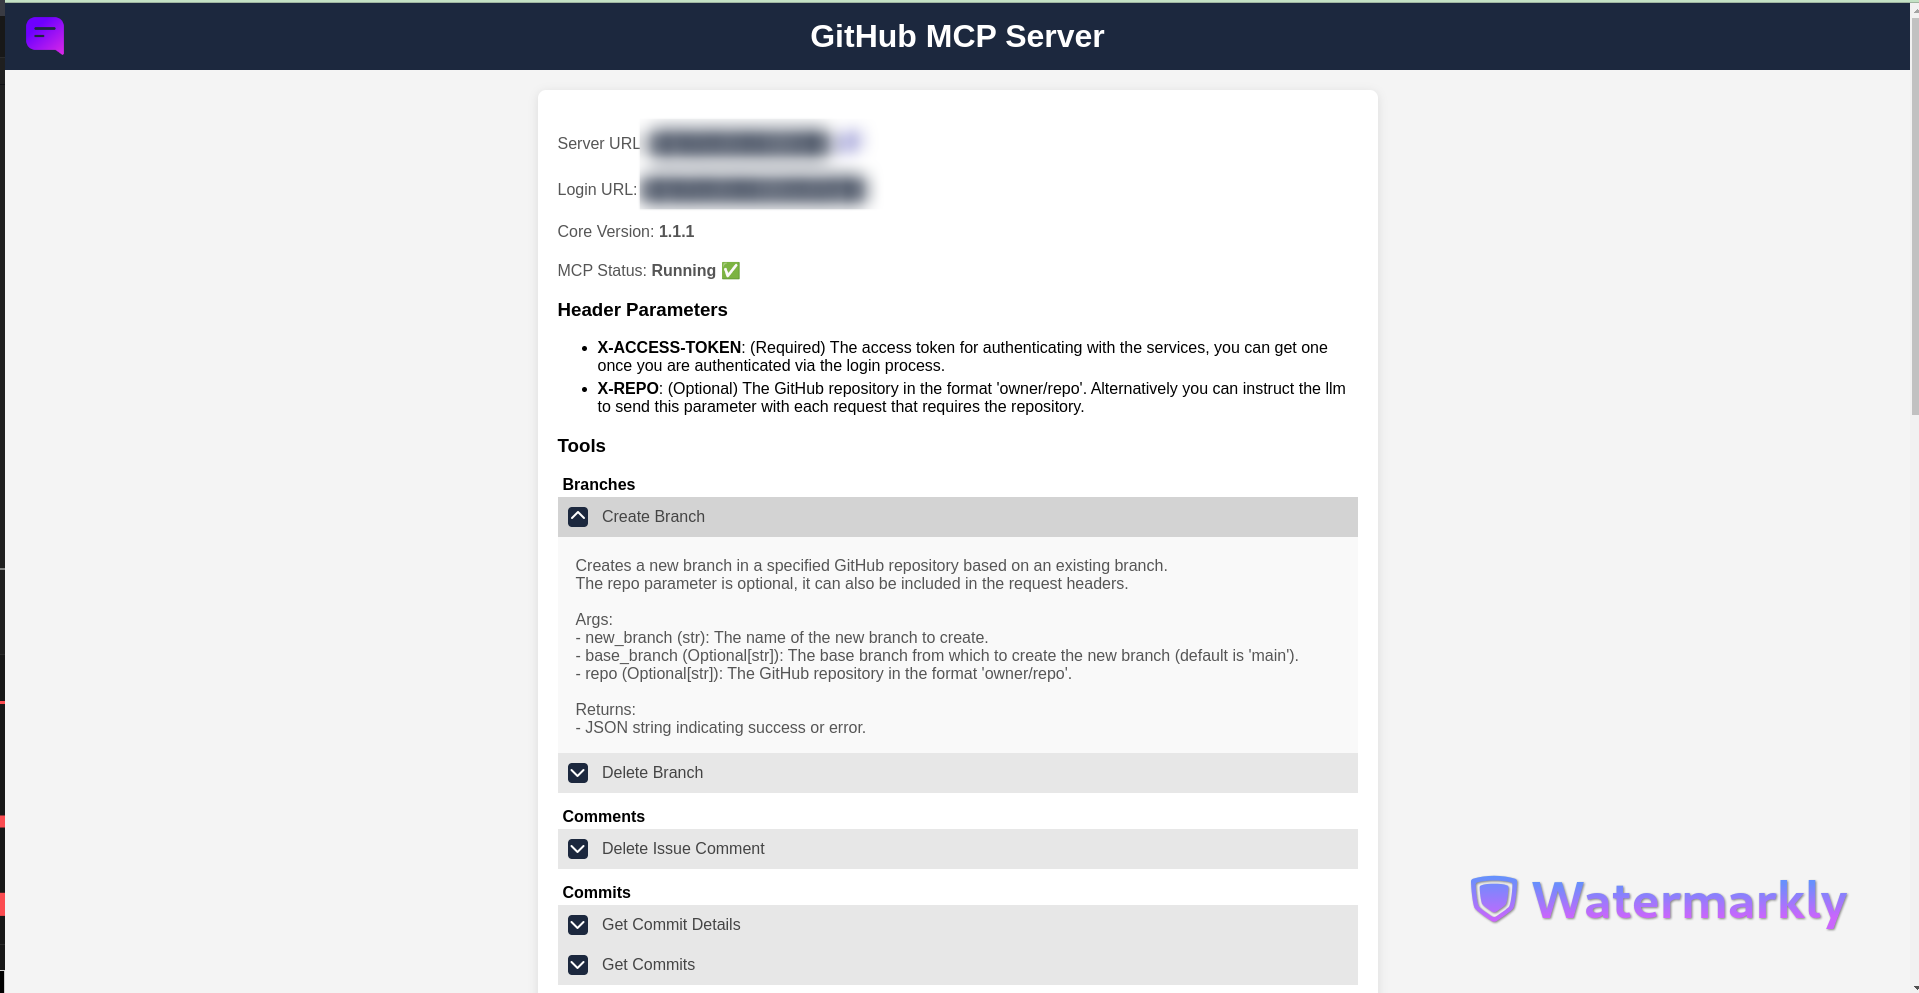 GitHub MCP Server
Server URL
Login URL:
Core Version: 1.1.1
MCP Status: Running ✅
Header Parameters
• X-ACCESS-TOKEN: (Required) The access token for authenticating with the services, you can get one
once you are authenticated via the login process.
• X-REPO: (Optional) The GitHub repository in the format 'owner/repo'. Alternatively you can instruct the llm
to send this parameter with each request that requires the repository.
Tools
Branches
Create Branch
Creates a new branch in a specified GitHub repository based on an existing branch.
The repo parameter is optional, it can also be included in the request headers.
Args:
- new_branch (str): The name of the new branch to create.
- base_branch (Optional[str]): The base branch from which to create the new branch (default is 'main').
- repo (Optional[str]): The GitHub repository in the format 'owner/repo'.
Returns:
- JSON string indicating success or error.
Delete Branch
Comments
Delete Issue Comment
Commits
Get Commit Details
Get Commits
Watermarkly